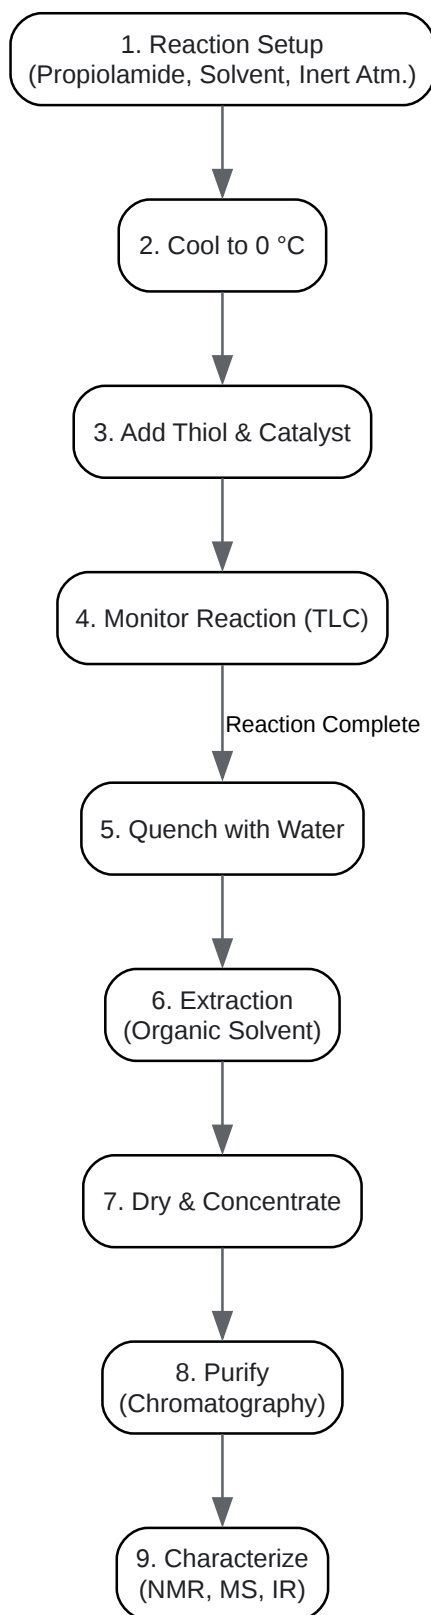 1. Reaction Setup
(Propiolamide, Solvent, Inert Atm.)
2. Cool to 0 °C
3. Add Thiol & Catalyst
4. Monitor Reaction (TLC)
Reaction Complete
5. Quench with Water
6. Extraction
(Organic Solvent)
7. Dry & Concentrate
8. Purify
(Chromatography)
9. Characterize
(NMR, MS, IR)